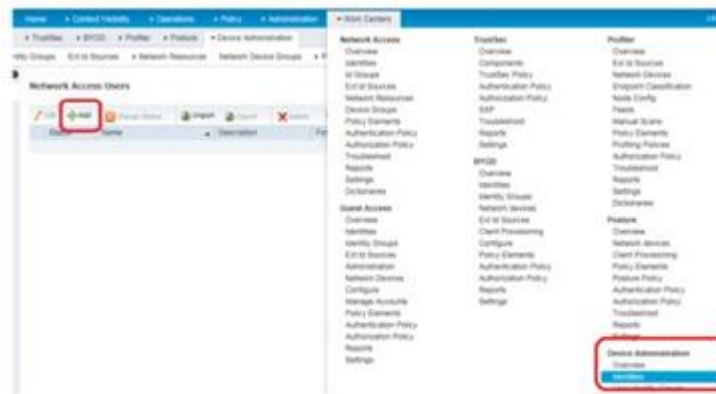 Home Context Visibility Operations Policy Administration Work Centers
TrustSec BYOD Profiler Posture Device Administration
Groups Ext Id Sources Network Resources Network Device Groups
Network Access Users
Edit Add Change Status Import Export Delete
Status Name Description
Network Access
Overview
Identities
Id Groups
Ext Id Sources
Network Resources
Device Groups
Policy Elements
Authentication Policy
Authorization Policy
Troubleshoot
Reports
Settings
Dictionaries
Guest Access
Overview
Identities
Identity Groups
Ext Id Sources
Administration
Network Devices
Configure
Manage Accounts
Policy Elements
Authentication Policy
Authorization Policy
Reports
Settings
TrustSec
Overview
Components
TrustSec Policy
Authentication Policy
Authorization Policy
SXP
Troubleshoot
Reports
Settings
BYOD
Overview
Identities
Identity Groups
Network devices
Ext Id Sources
Client Provisioning
Configure
Policy Elements
Authentication Policy
Authorization Policy
Reports
Settings
Profiler
Overview
Ext Id Sources
Network Devices
Endpoint Classification
Node Config
Feeds
Manual Scans
Policy Elements
Profiling Policies
Authorization Policy
Troubleshoot
Reports
Settings
Dictionaries
Posture
Overview
Network devices
Client Provisioning
Policy Elements
Posture Policy
Authentication Policy
Authorization Policy
Troubleshoot
Reports
Settings
Device Administration
Overview
Identities